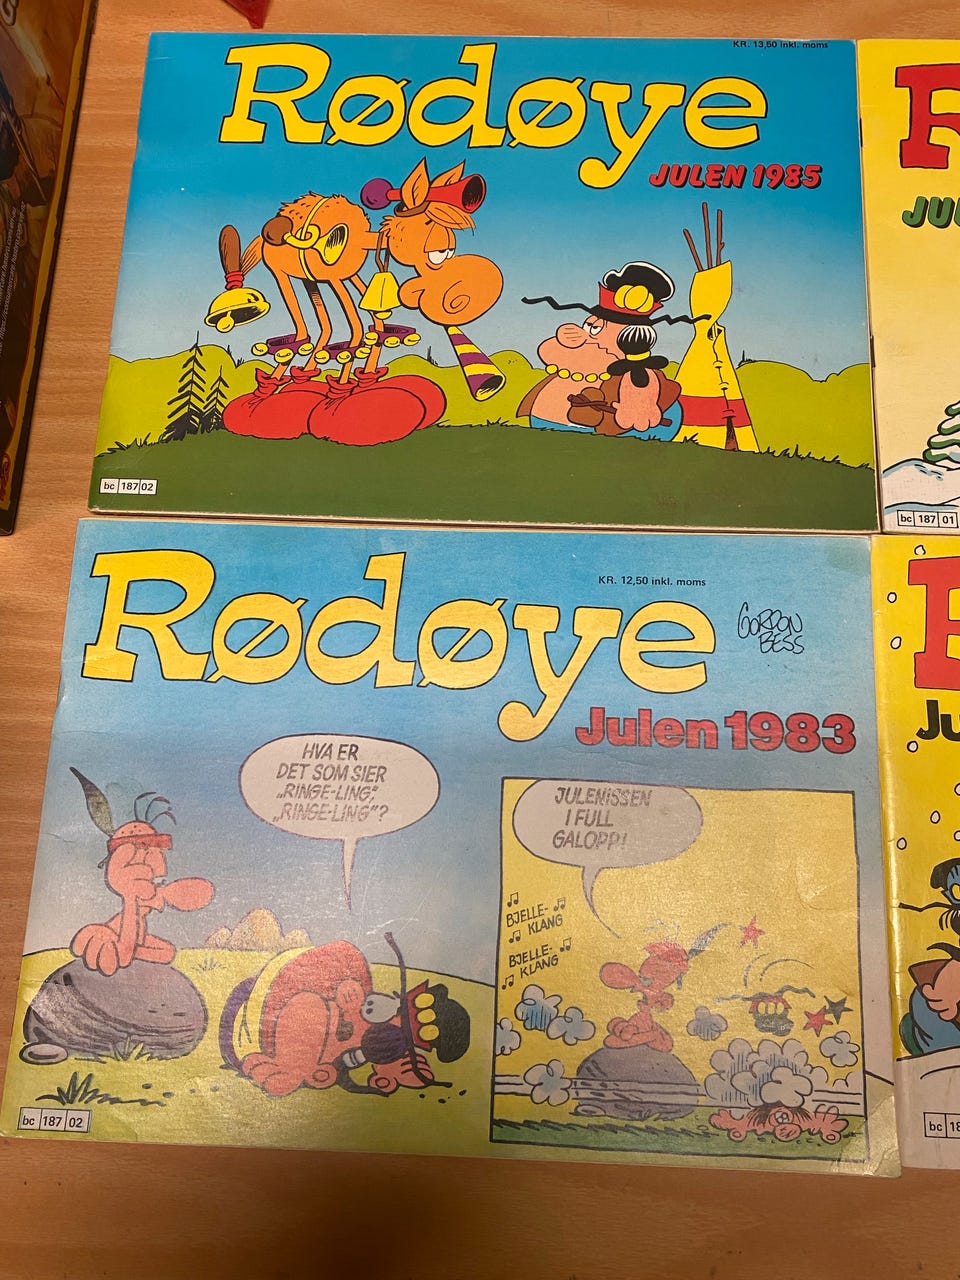 KR. 13,50 inkl. moms
Rødøye
JULEN 1985
bc 187 02
bc 187 01
Rødøye
KR. 12,50 inkl. moms
GORDON
BESS
Julen 1983
HVA ER
DET SOM SIER
„RINGE-LING",
„RINGE-LING"?
JULENISSEN
I FULL
GALOPP!
BJELLE-
KLANG
BJELLE-
KLANG
bc 187 02